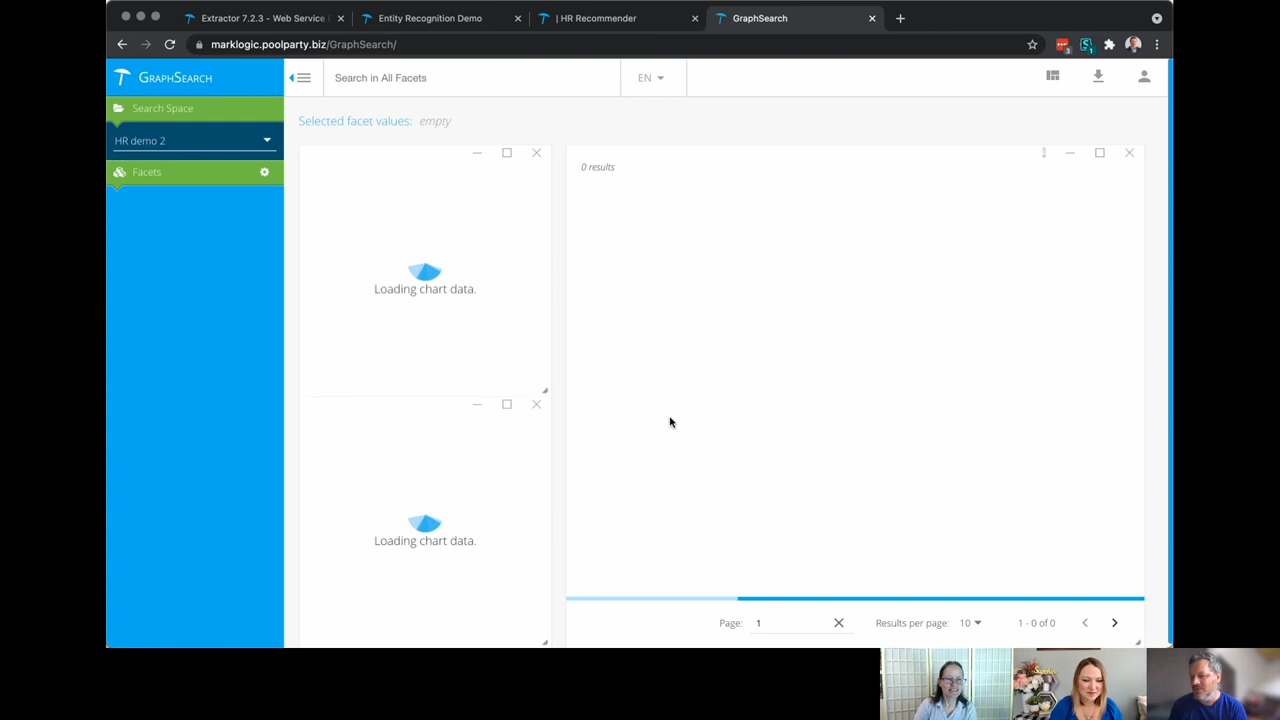 Extractor 7.2.3 - Web Service
Entity Recognition Demo
| HR Recommender
GraphSearch
marklogic.poolparty.biz/GraphSearch/
3
1
GRAPHSEARCH
Search in All Facets
EN
Search Space
Selected facet values: empty
HR demo 2
Facets
0 results
Loading chart data.
Loading chart data.
Page: 1
Results per page: 10
1 - 0 of 0